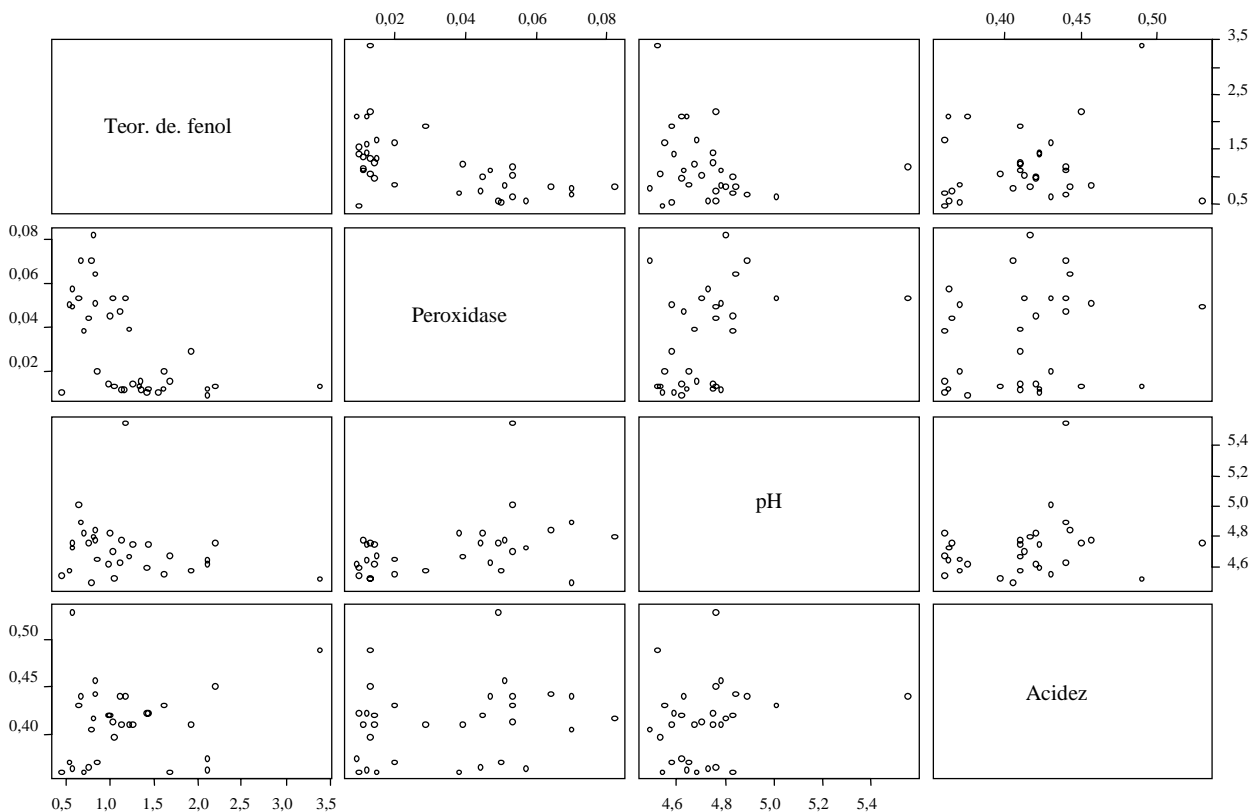 0,02 0,04 0,06 0,08
0,40 0,45 0,50
Teor. de. fenol
3,5
2,5
1,5
0,5
0,08
0,06
0,04
0,02
Peroxidase
pH
5,4
5,2
5,0
4,8
4,6
0,50
0,45
0,40
Acidez
0,5 1,0 1,5 2,0 2,5 3,0 3,5
4,6 4,8 5,0 5,2 5,4